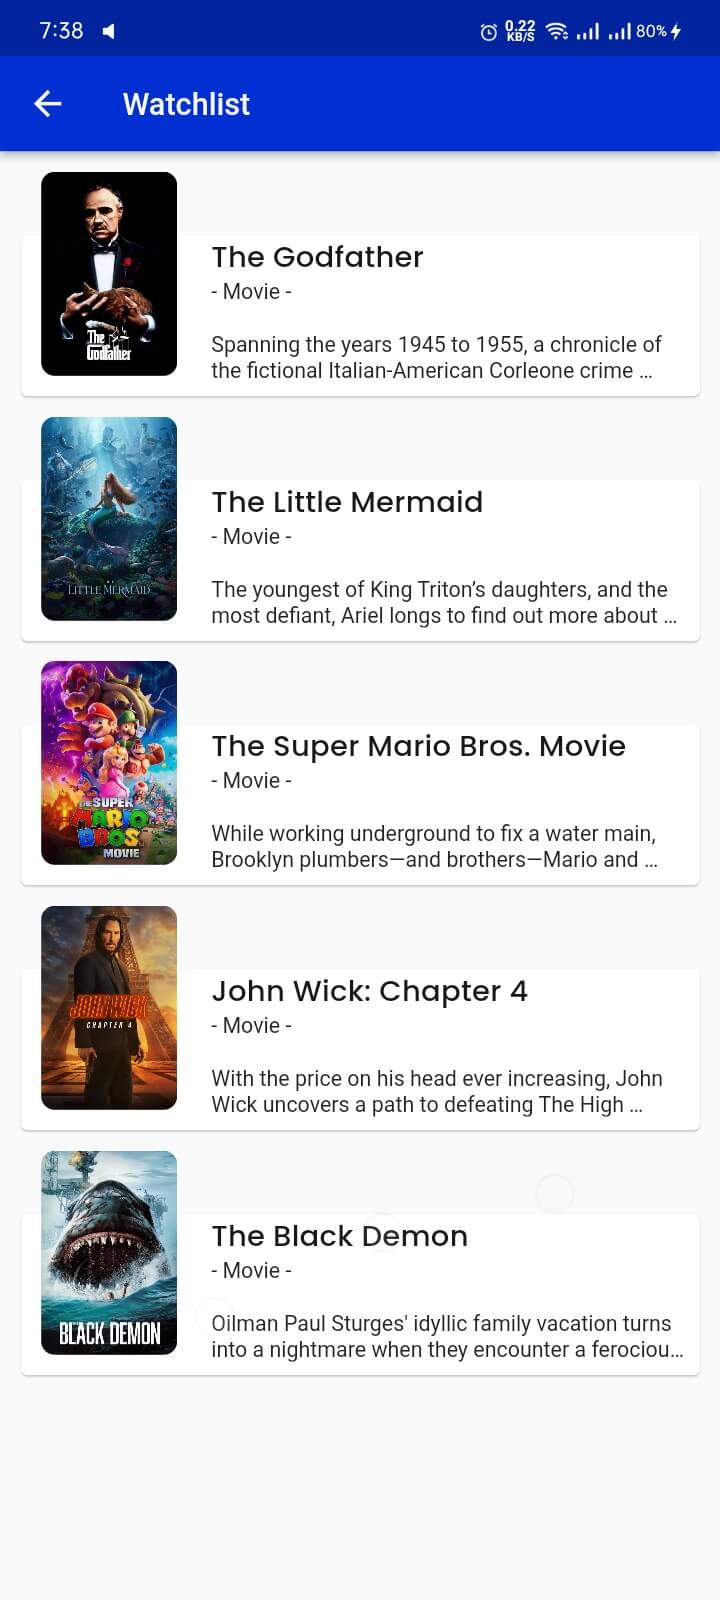 7:38 0.22 KB/S 80%
Watchlist
The Godfather
The Godfather
- Movie -
Spanning the years 1945 to 1955, a chronicle of
the fictional Italian-American Corleone crime ...
LITTLE MERMAID
The Little Mermaid
- Movie -
The youngest of King Triton’s daughters, and the
most defiant, Ariel longs to find out more about ...
THE SUPER
MARIO
BROS.
MOVIE
The Super Mario Bros. Movie
- Movie -
While working underground to fix a water main,
Brooklyn plumbers—and brothers—Mario and ...
JOHN WICK
CHAPTER 4
John Wick: Chapter 4
- Movie -
With the price on his head ever increasing, John
Wick uncovers a path to defeating The High ...
BLACK DEMON
The Black Demon
- Movie -
Oilman Paul Sturges' idyllic family vacation turns
into a nightmare when they encounter a ferociou...